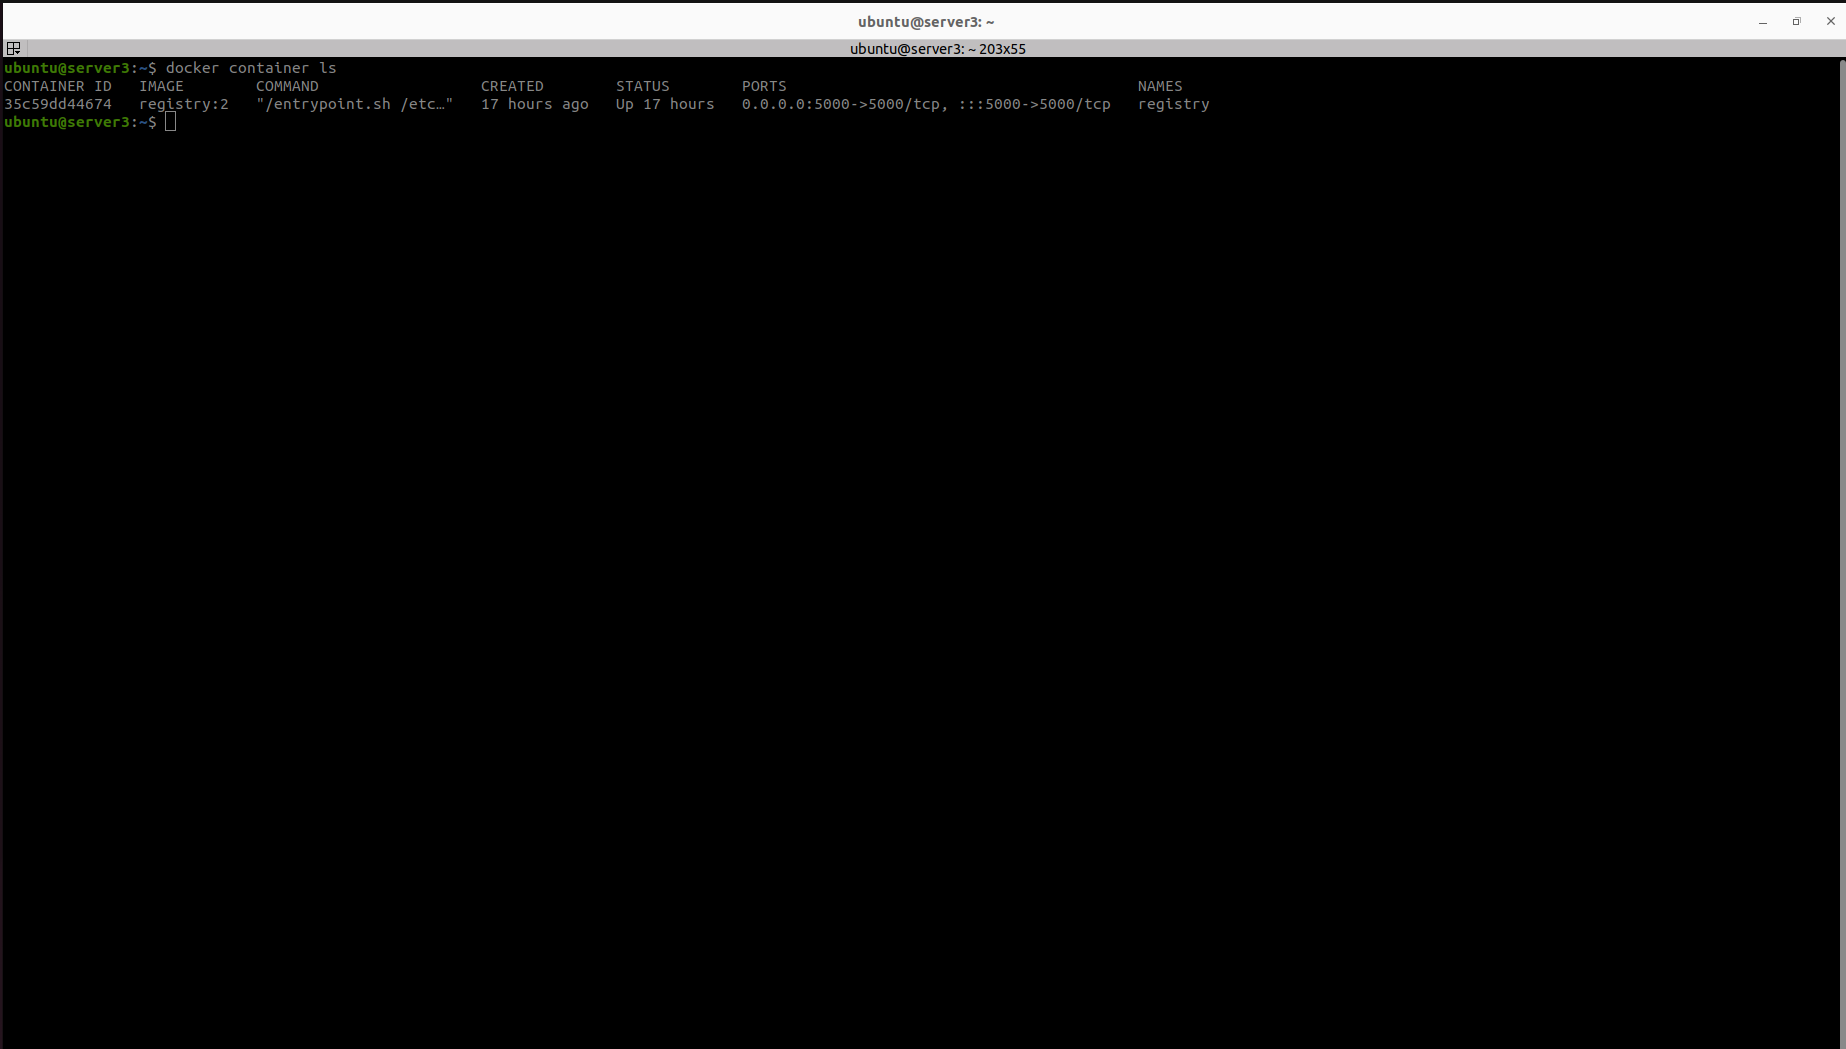 ubuntu@server3: ~
ubuntu@server3: ~ 203x55
ubuntu@server3:~$ docker container ls
CONTAINER ID   IMAGE        COMMAND                  CREATED        STATUS        PORTS                                       NAMES
35c59dd44674   registry:2   "/entrypoint.sh /etc…"   17 hours ago   Up 17 hours   0.0.0.0:5000->5000/tcp, :::5000->5000/tcp   registry
ubuntu@server3:~$